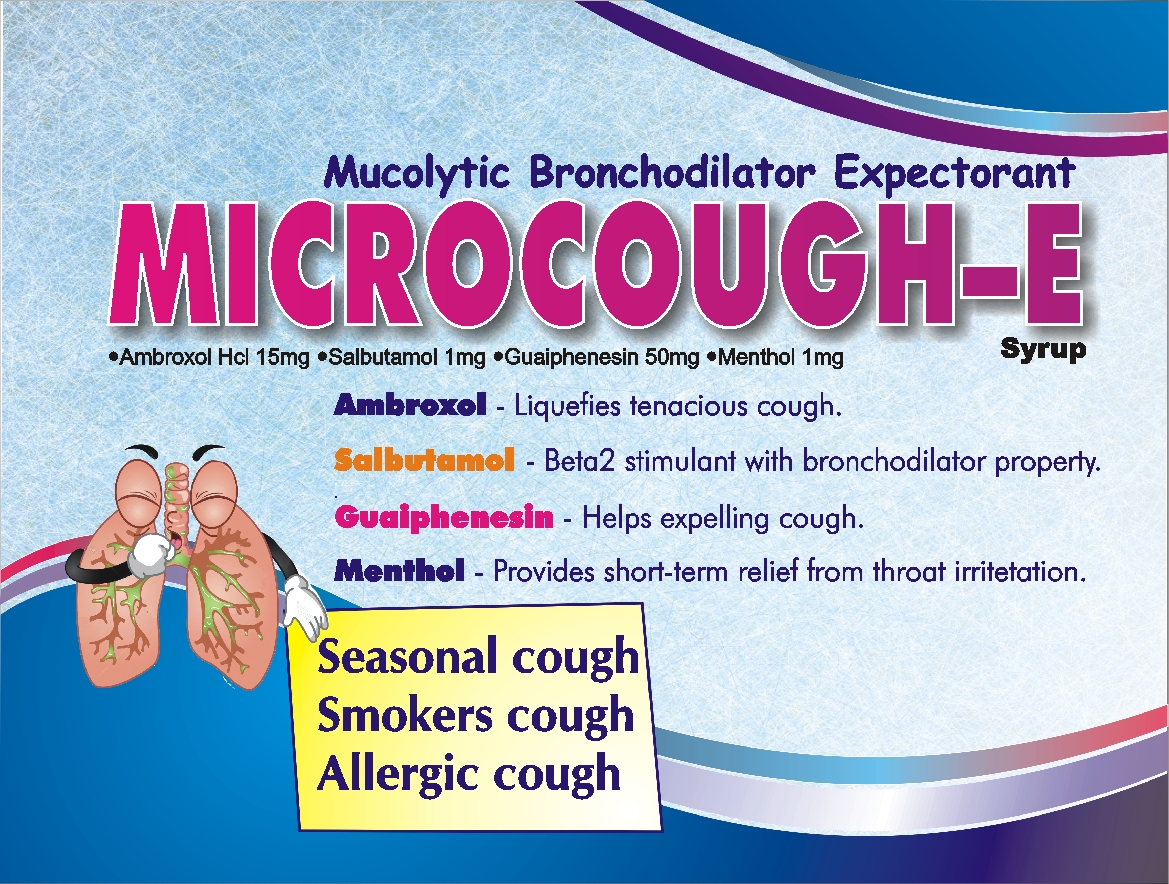 Mucolytic Bronchodilator Expectorant
MICROCOUGH-E
Syrup
•Ambroxol Hcl 15mg •Salbutamol 1mg •Guaiphenesin 50mg •Menthol 1mg
Ambroxol - Liquefies tenacious cough.
Salbutamol - Beta2 stimulant with bronchodilator property.
Guaiphenesin - Helps expelling cough.
Menthol - Provides short-term relief from throat irritetation.
Seasonal cough
Smokers cough
Allergic cough